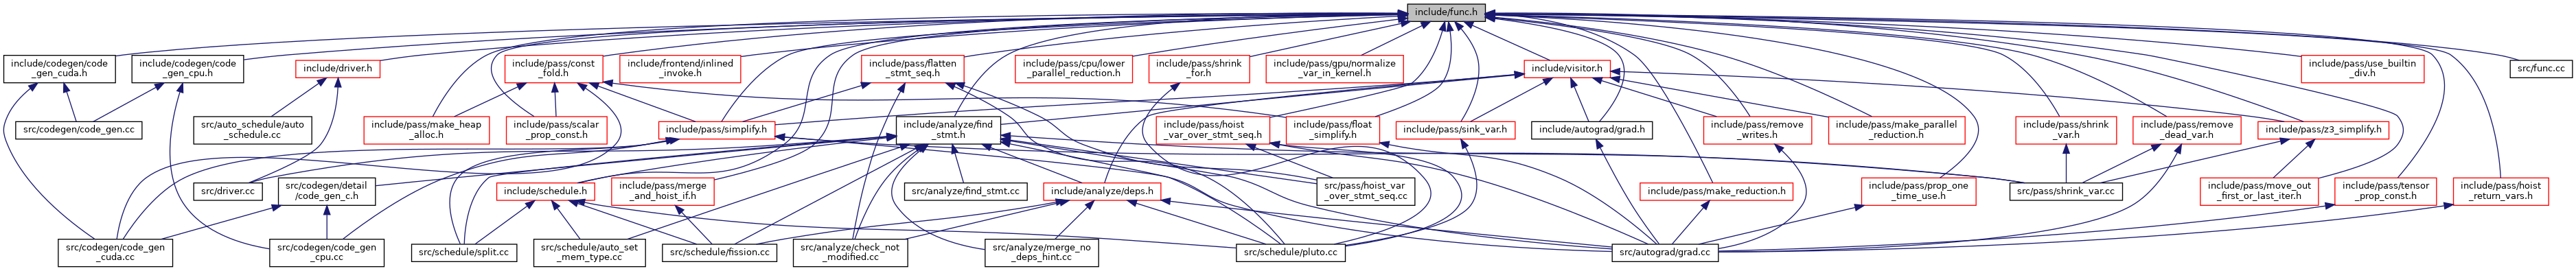 include/func.h
include/codegen/code
_gen_cuda.h
include/codegen/code
_gen_cpu.h
include/driver.h
include/pass/const
_fold.h
include/frontend/inlined
_invoke.h
include/pass/flatten
_stmt_seq.h
include/pass/cpu/lower
_parallel_reduction.h
include/pass/shrink
_for.h
include/pass/gpu/normalize
_var_in_kernel.h
include/visitor.h
include/pass/use_builtin
_div.h
src/func.cc
src/codegen/code_gen.cc
src/auto_schedule/auto
_schedule.cc
include/pass/make_heap
_alloc.h
include/pass/scalar
_prop_const.h
include/pass/simplify.h
include/analyze/find
_stmt.h
include/pass/hoist
_var_over_stmt_seq.h
include/pass/float
_simplify.h
include/pass/sink_var.h
include/autograd/grad.h
include/pass/remove
_writes.h
include/pass/make_parallel
_reduction.h
include/pass/shrink
_var.h
include/pass/remove
_dead_var.h
include/pass/z3_simplify.h
src/driver.cc
src/codegen/detail
/code_gen_c.h
include/schedule.h
include/pass/merge
_and_hoist_if.h
src/analyze/find_stmt.cc
include/analyze/deps.h
src/pass/hoist_var
_over_stmt_seq.cc
include/pass/make_reduction.h
include/pass/prop_one
_time_use.h
src/pass/shrink_var.cc
include/pass/move_out
_first_or_last_iter.h
include/pass/tensor
_prop_const.h
include/pass/hoist
_return_vars.h
src/codegen/code_gen
_cuda.cc
src/codegen/code_gen
_cpu.cc
src/schedule/split.cc
src/schedule/auto_set
_mem_type.cc
src/schedule/fission.cc
src/analyze/check_not
_modified.cc
src/analyze/merge_no
_deps_hint.cc
src/schedule/pluto.cc
src/autograd/grad.cc